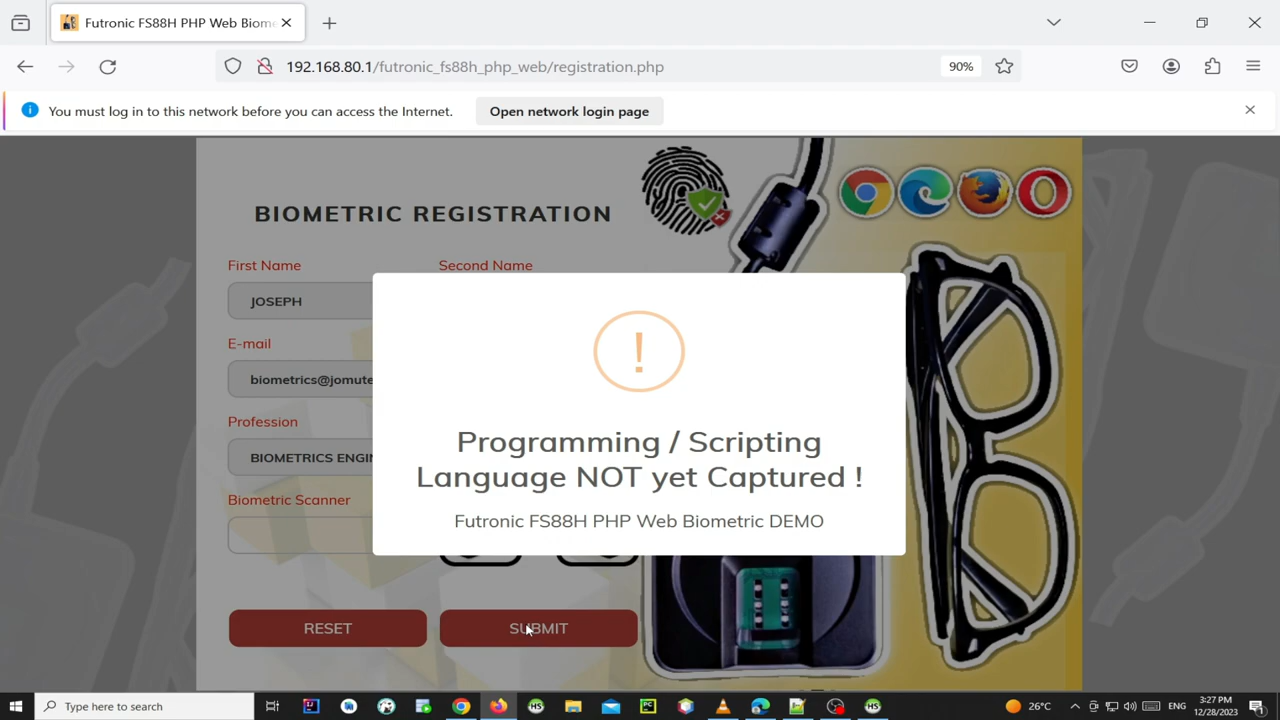 Futronic FS88H PHP Web Biome
192.168.80.1/futronic_fs88h_php_web/registration.php
90%
You must log in to this network before you can access the Internet.
Open network login page
BIOMETRIC REGISTRATION
First Name
Second Name
JOSEPH
E-mail
biometrics@jomute
Profession
BIOMETRICS ENGIN
Biometric Scanner
!
Programming / Scripting
Language NOT yet Captured !
Futronic FS88H PHP Web Biometric DEMO
RESET
SUBMIT
Type here to search
26°C
ENG
3:27 PM
12/28/2023